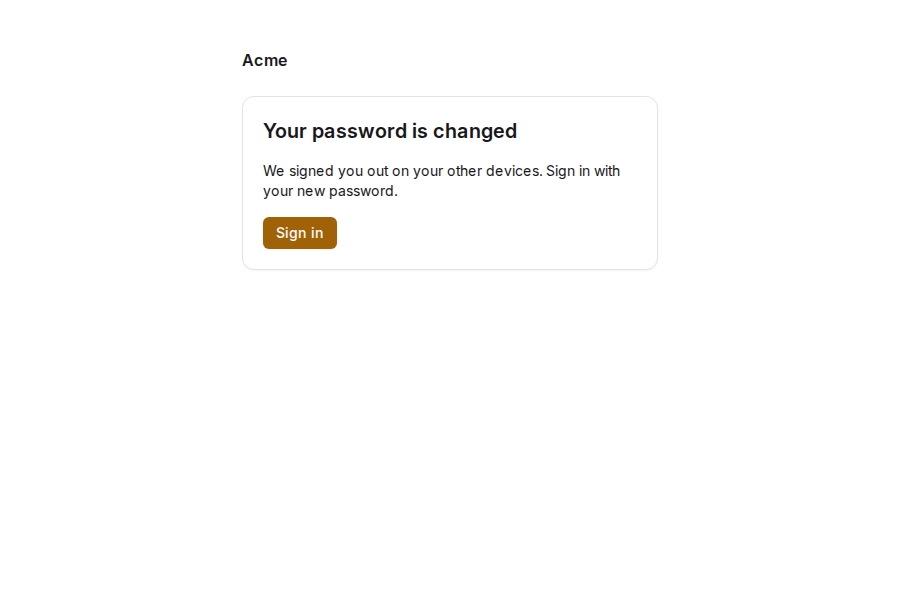 Acme
Your password is changed
We signed you out on your other devices. Sign in with
your new password.
Sign in